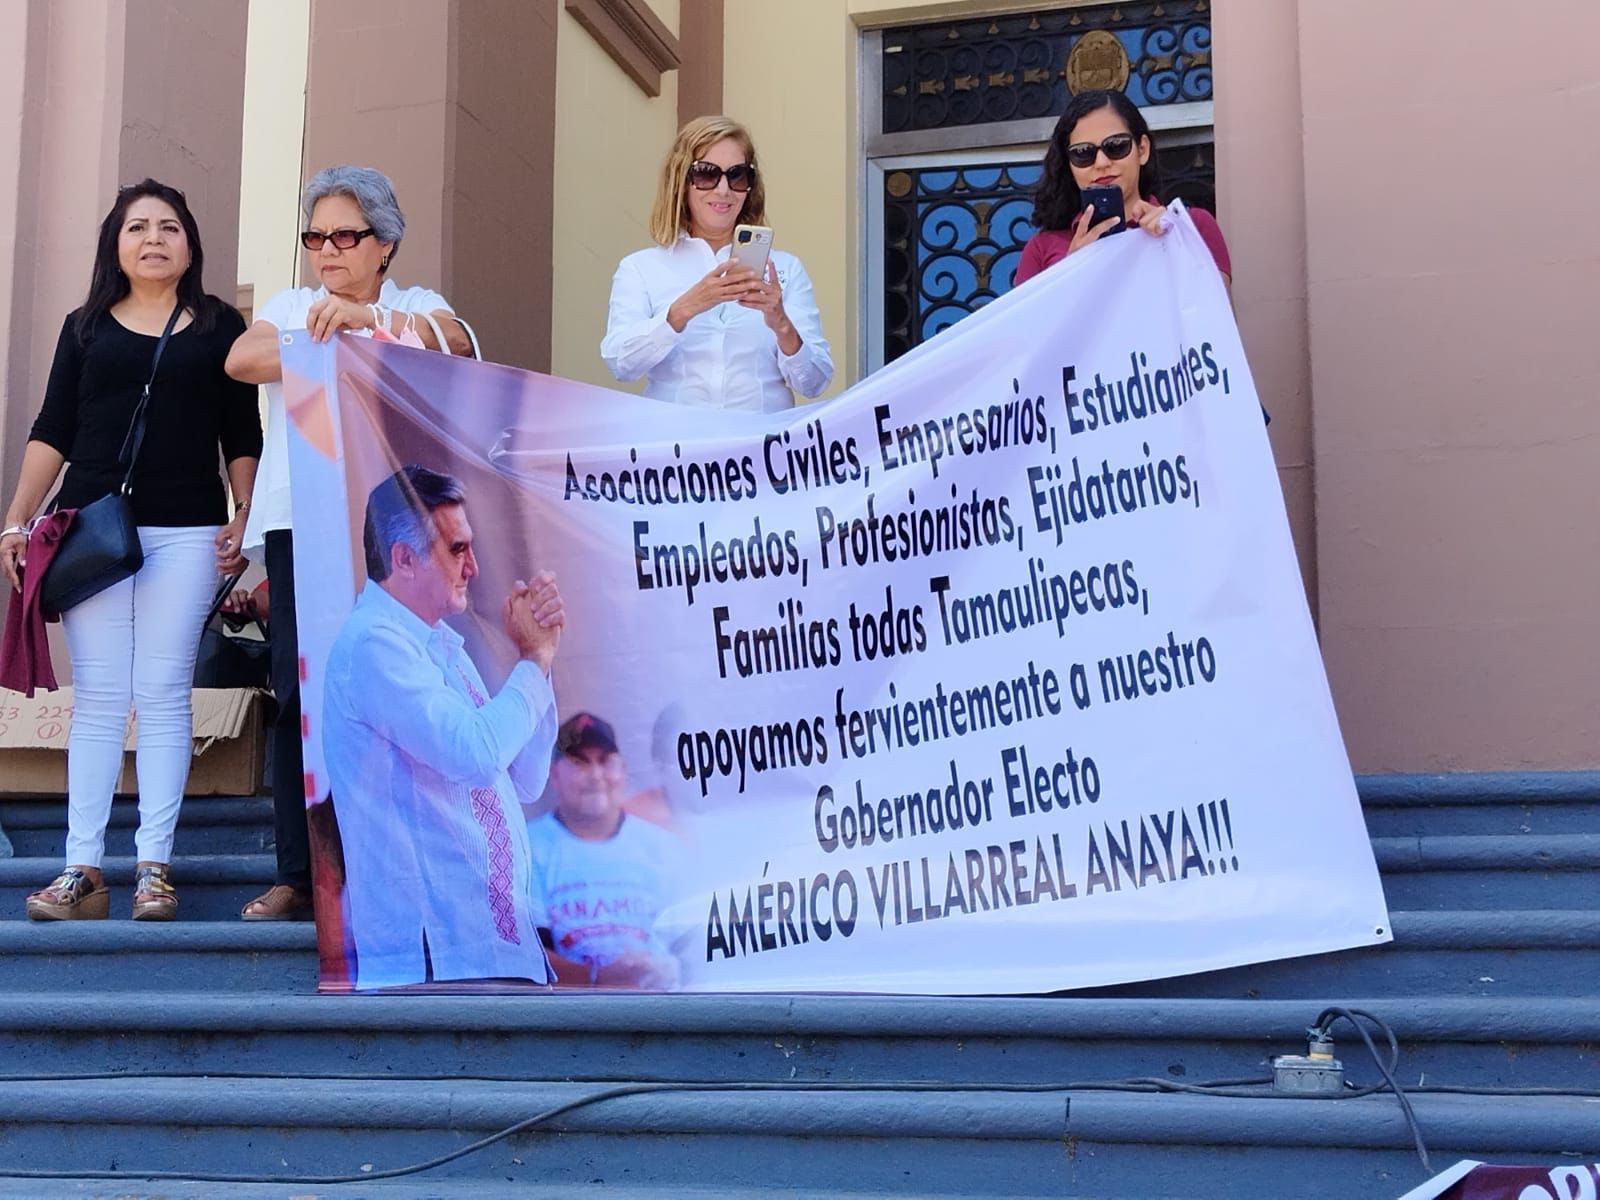 Asociaciones Civiles, Empresarios, Estudiantes,
Empleados, Profesionistas, Ejidatarios,
Familias todas Tamaulipecas,
apoyamos fervientemente a nuestro
Gobernador Electo
AMÉRICO VILLARREAL ANAYA!!!